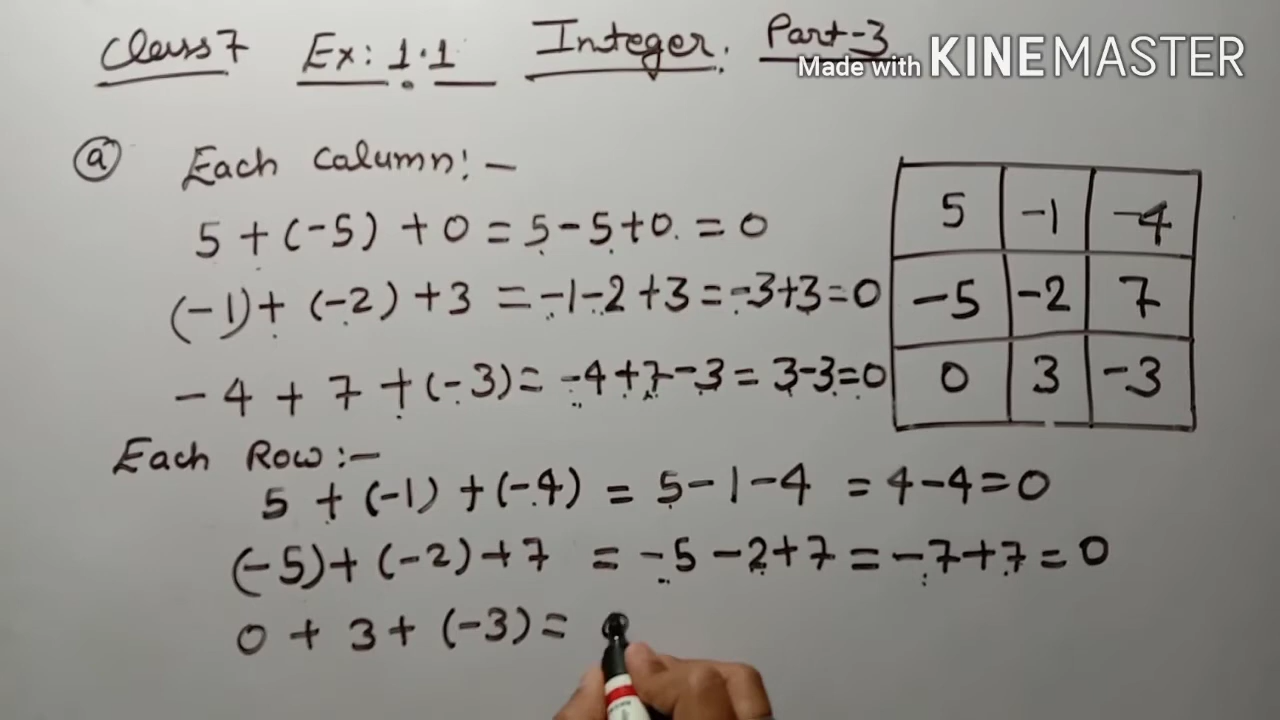 Class 7 Ex: 1.1 Integer. Part-3
Made with KINEMASTER
(a) Each Calumn:-
5 + (-5) + 0 = 5-5+0. = 0
(-1)+ (-2) +3 = -1-2+3 = -3+3=0
-4 + 7 +(-3)= -4+7-3 = 3-3=0
5 -1 -4
-5 -2 7
0 3 -3
Each Row:-
5 + (-1) + (-4) = 5-1-4 = 4-4=0
(-5)+(-2)+7 = -5-2+7 = -7+7=0
0 + 3 + (-3) = 0